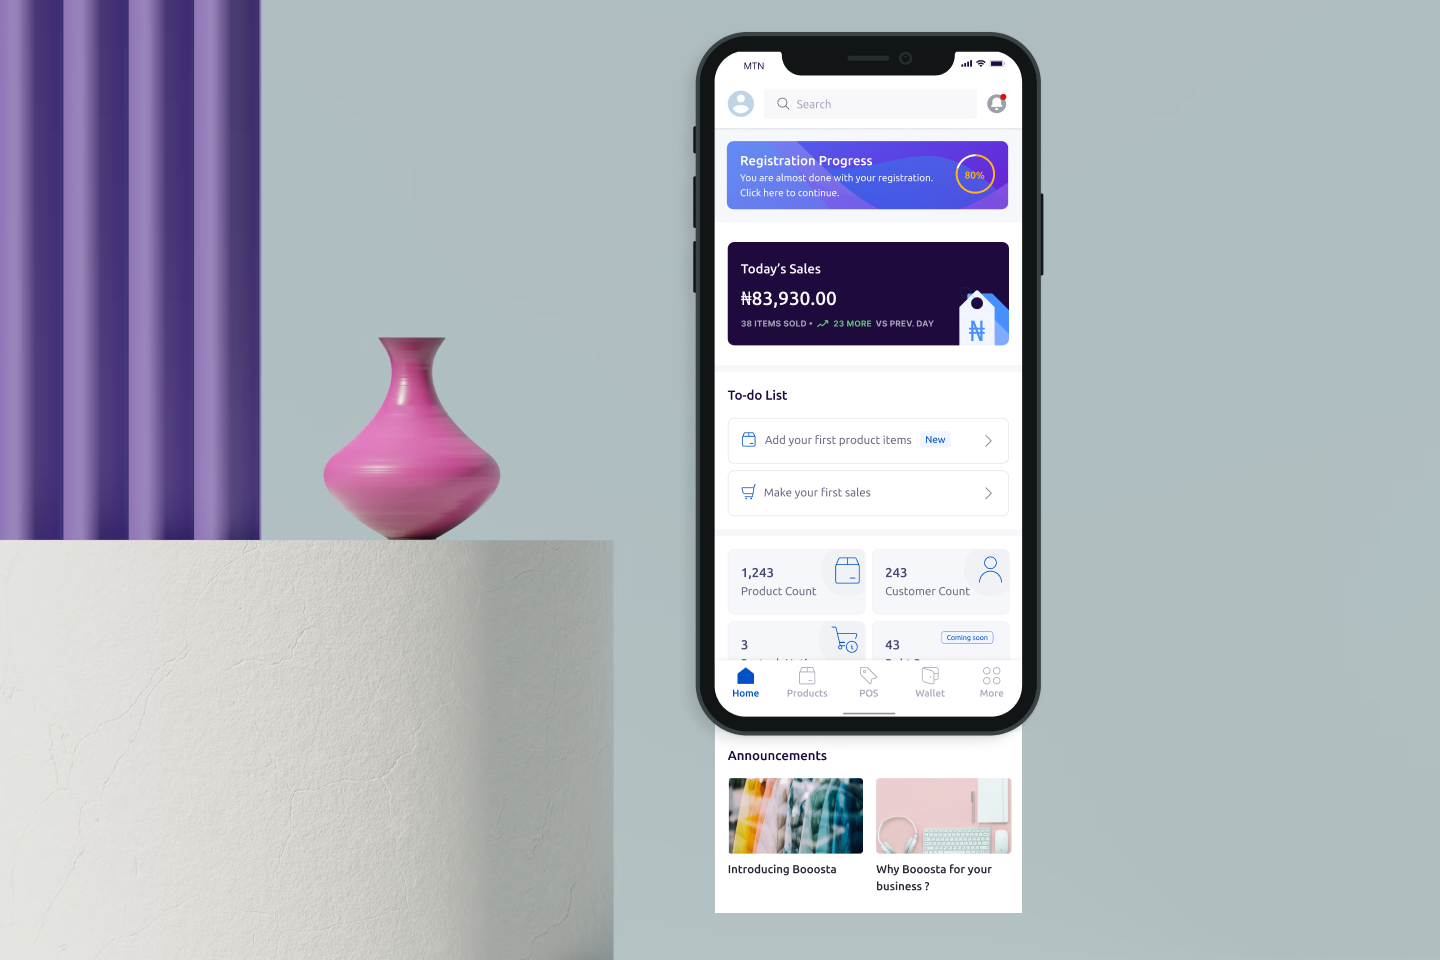 MTN
Search
Registration Progress
You are almost done with your registration.
Click here to continue.
80%
Today's Sales
₦83,930.00
38 ITEMS SOLD • 23 MORE VS PREV. DAY
₦
To-do List
Add your first product items New
Make your first sales
1,243
Product Count
243
Customer Count
3
43
Coming soon
Home
Products
POS
Wallet
More
Announcements
Introducing Booosta
Why Booosta for your
business ?